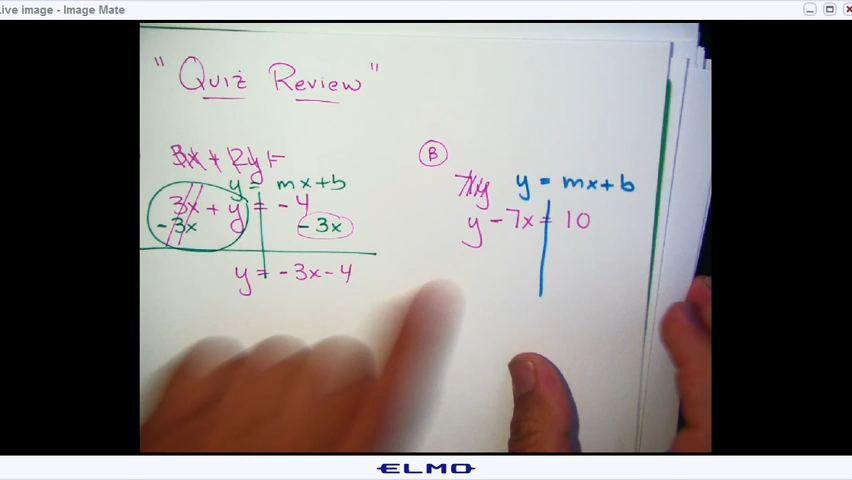 Live image - Image Mate
" Quiz Review "
3x + 2y =
y = mx+b
3x + y = - 4
- 3x - 3x
y = - 3x - 4
B
y = mx+b
y - 7x = 10
ELMO